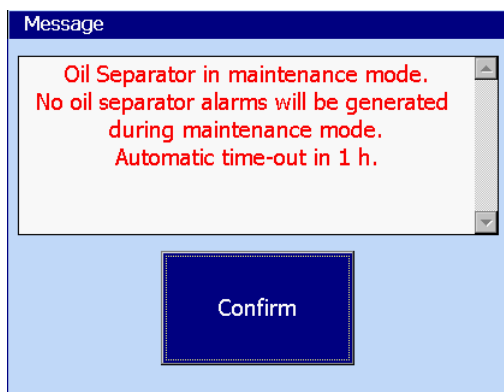 Message
Oil Separator in maintenance mode.
No oil separator alarms will be generated
during maintenance mode.
Automatic time-out in 1 h.
Confirm